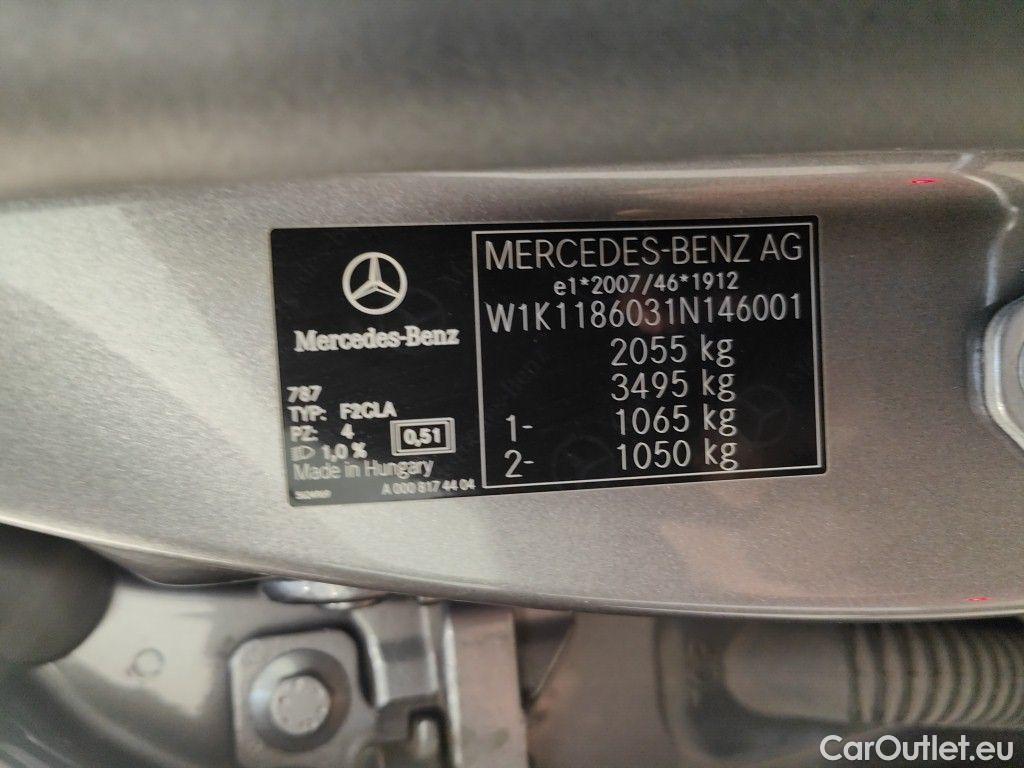 Mercedes-Benz
787
TYP: F2CLA
PZ: 4
1,0 %
0,51
Made in Hungary
A 000 817 44 04
MERCEDES-BENZ AG
e1*2007/46*1912
W1K1186031N146001
2055 kg
3495 kg
1- 1065 kg
2- 1050 kg
CarOutlet.eu